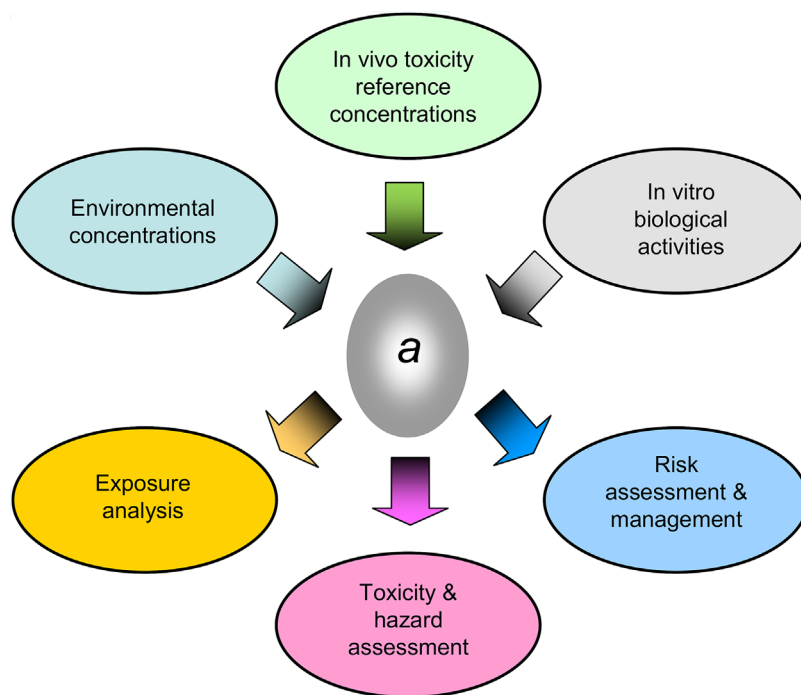 In vivo toxicity
reference
concentrations
Environmental
concentrations
In vitro
biological
activities
a
Exposure
analysis
Risk
assessment &
management
Toxicity &
hazard
assessment